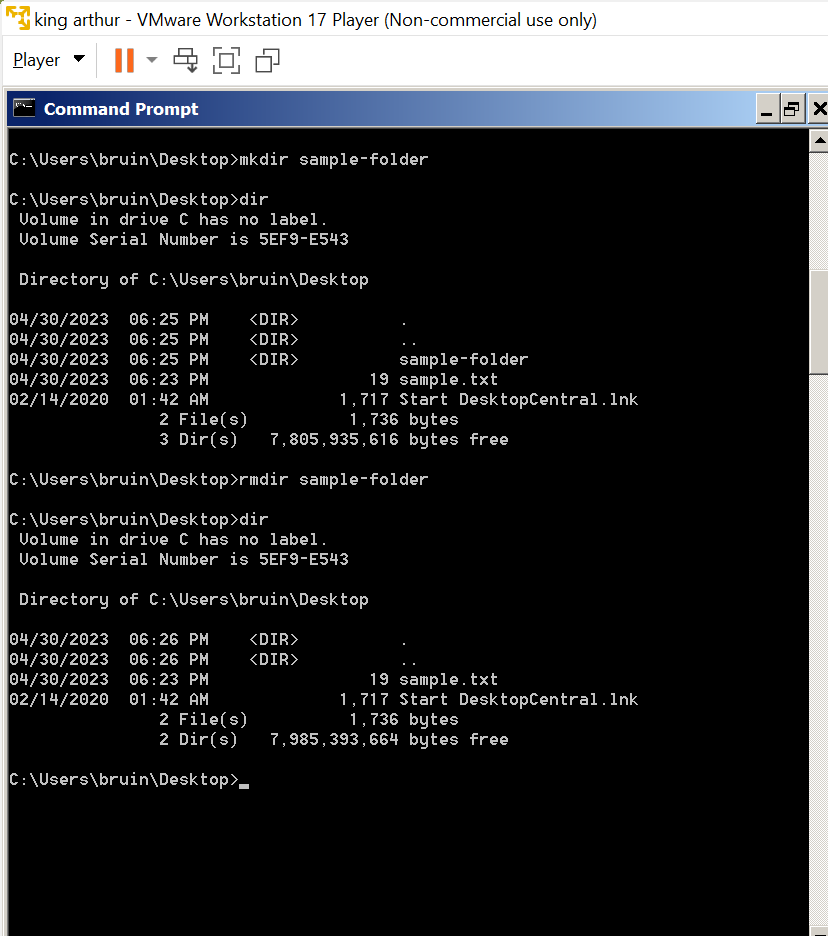 king arthur - VMware Workstation 17 Player (Non-commercial use only)
Player
Command Prompt
C:\Users\bruin\Desktop>mkdir sample-folder
C:\Users\bruin\Desktop>dir
 Volume in drive C has no label.
 Volume Serial Number is 5EF9-E543
 Directory of C:\Users\bruin\Desktop
04/30/2023  06:25 PM    <DIR>          .
04/30/2023  06:25 PM    <DIR>          ..
04/30/2023  06:25 PM    <DIR>          sample-folder
04/30/2023  06:23 PM                19 sample.txt
02/14/2020  01:42 AM             1,717 Start DesktopCentral.lnk
               2 File(s)          1,736 bytes
               3 Dir(s)   7,805,935,616 bytes free
C:\Users\bruin\Desktop>rmdir sample-folder
C:\Users\bruin\Desktop>dir
 Volume in drive C has no label.
 Volume Serial Number is 5EF9-E543
 Directory of C:\Users\bruin\Desktop
04/30/2023  06:26 PM    <DIR>          .
04/30/2023  06:26 PM    <DIR>          ..
04/30/2023  06:23 PM                19 sample.txt
02/14/2020  01:42 AM             1,717 Start DesktopCentral.lnk
               2 File(s)          1,736 bytes
               2 Dir(s)   7,985,393,664 bytes free
C:\Users\bruin\Desktop>_